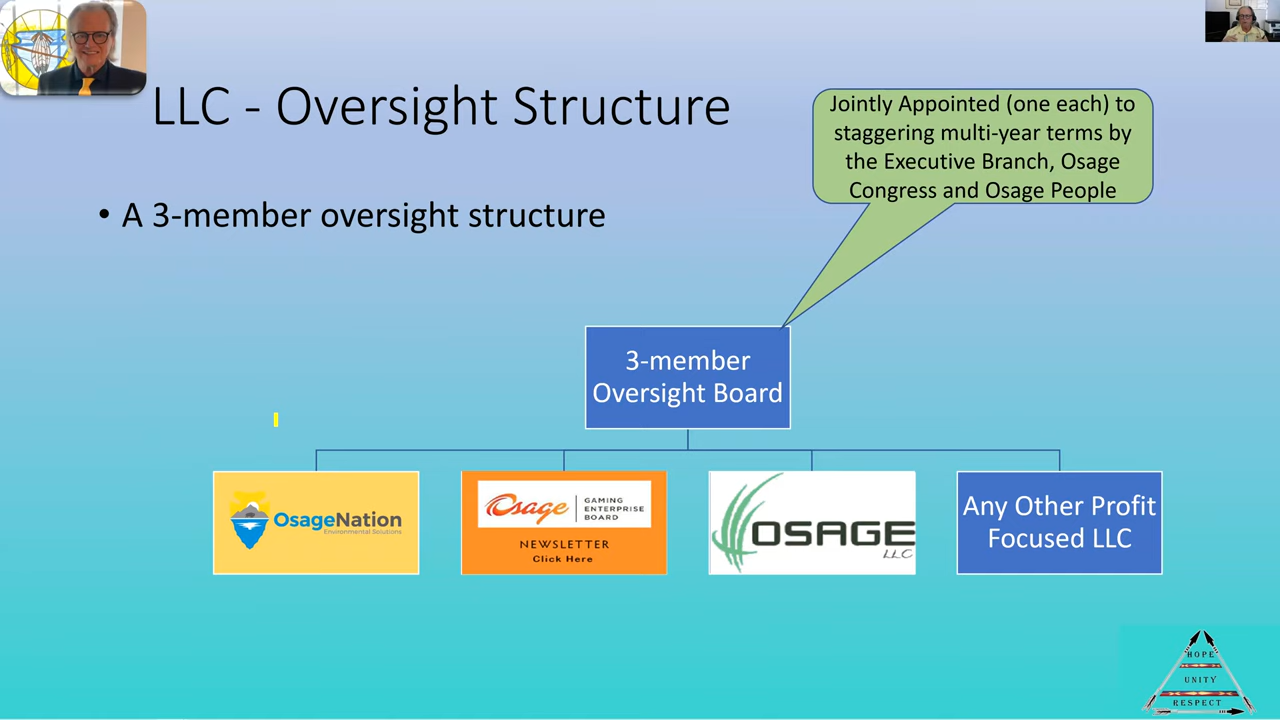 LLC - Oversight Structure
Jointly Appointed (one each) to
staggering multi-year terms by
the Executive Branch, Osage
Congress and Osage People
• A 3-member oversight structure
3-member
Oversight Board
OsageNation
Environmental Solutions
Osage
GAMING
ENTERPRISE
BOARD
NEWSLETTER
Click Here
OSAGE
LLC
Any Other Profit
Focused LLC
HOPE
UNITY
RESPECT